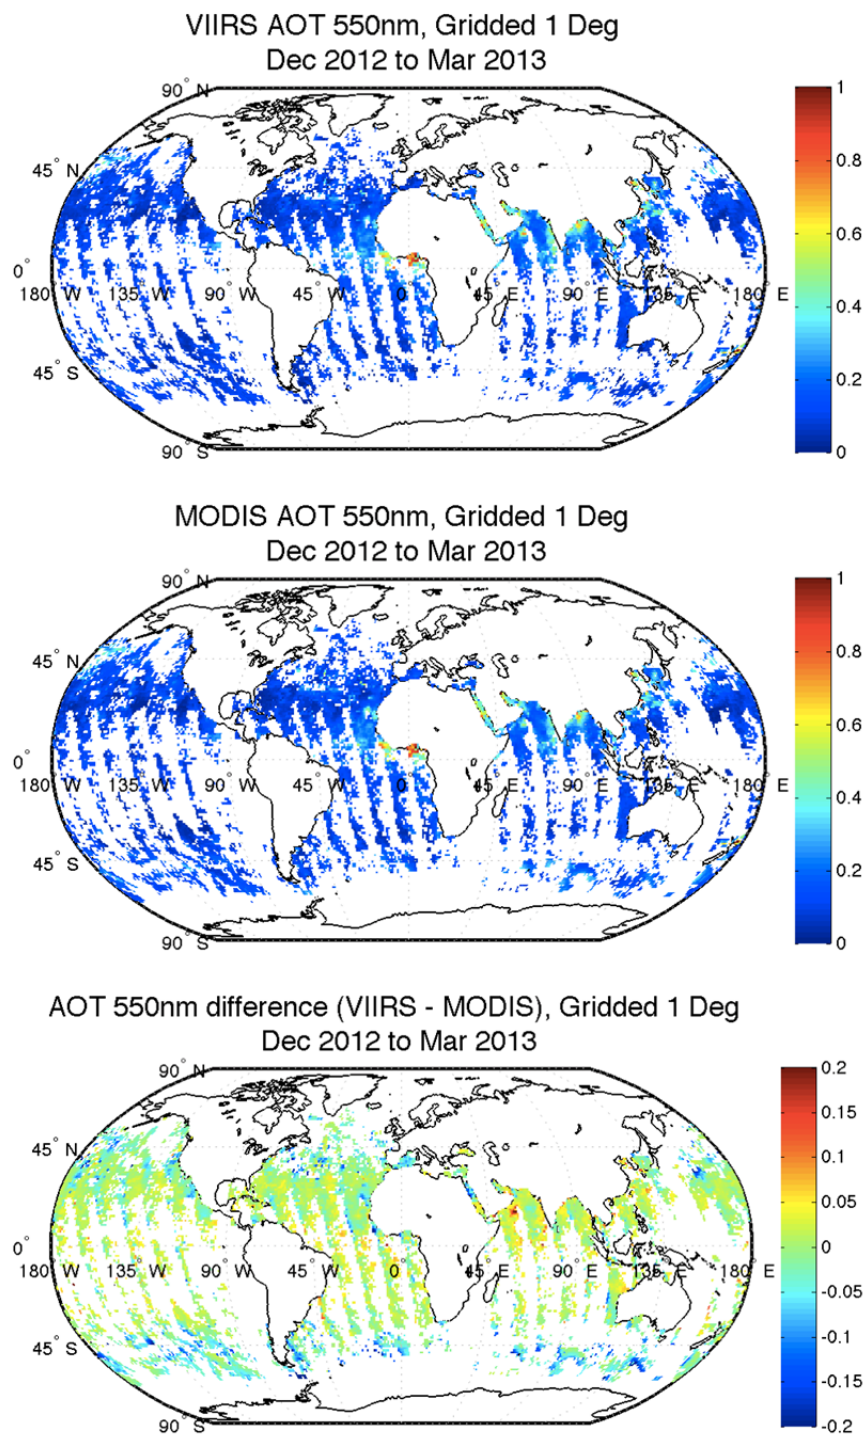 VIIRS AOT 550nm, Gridded 1 Deg
Dec 2012 to Mar 2013
90° N
45° N
0°
180° W 135° W 90° W 45° W 0° 45° E 90° E 135° E 180° E
45° S
90° S
1
0.8
0.6
0.4
0.2
0
MODIS AOT 550nm, Gridded 1 Deg
Dec 2012 to Mar 2013
90° N
45° N
0°
180° W 135° W 90° W 45° W 0° 45° E 90° E 135° E 180° E
45° S
90° S
1
0.8
0.6
0.4
0.2
0
AOT 550nm difference (VIIRS - MODIS), Gridded 1 Deg
Dec 2012 to Mar 2013
90° N
45° N
0°
180° W 135° W 90° W 45° W 0° 45° E 90° E 135° E 180° E
45° S
90° S
0.2
0.15
0.1
0.05
0
-0.05
-0.1
-0.15
-0.2